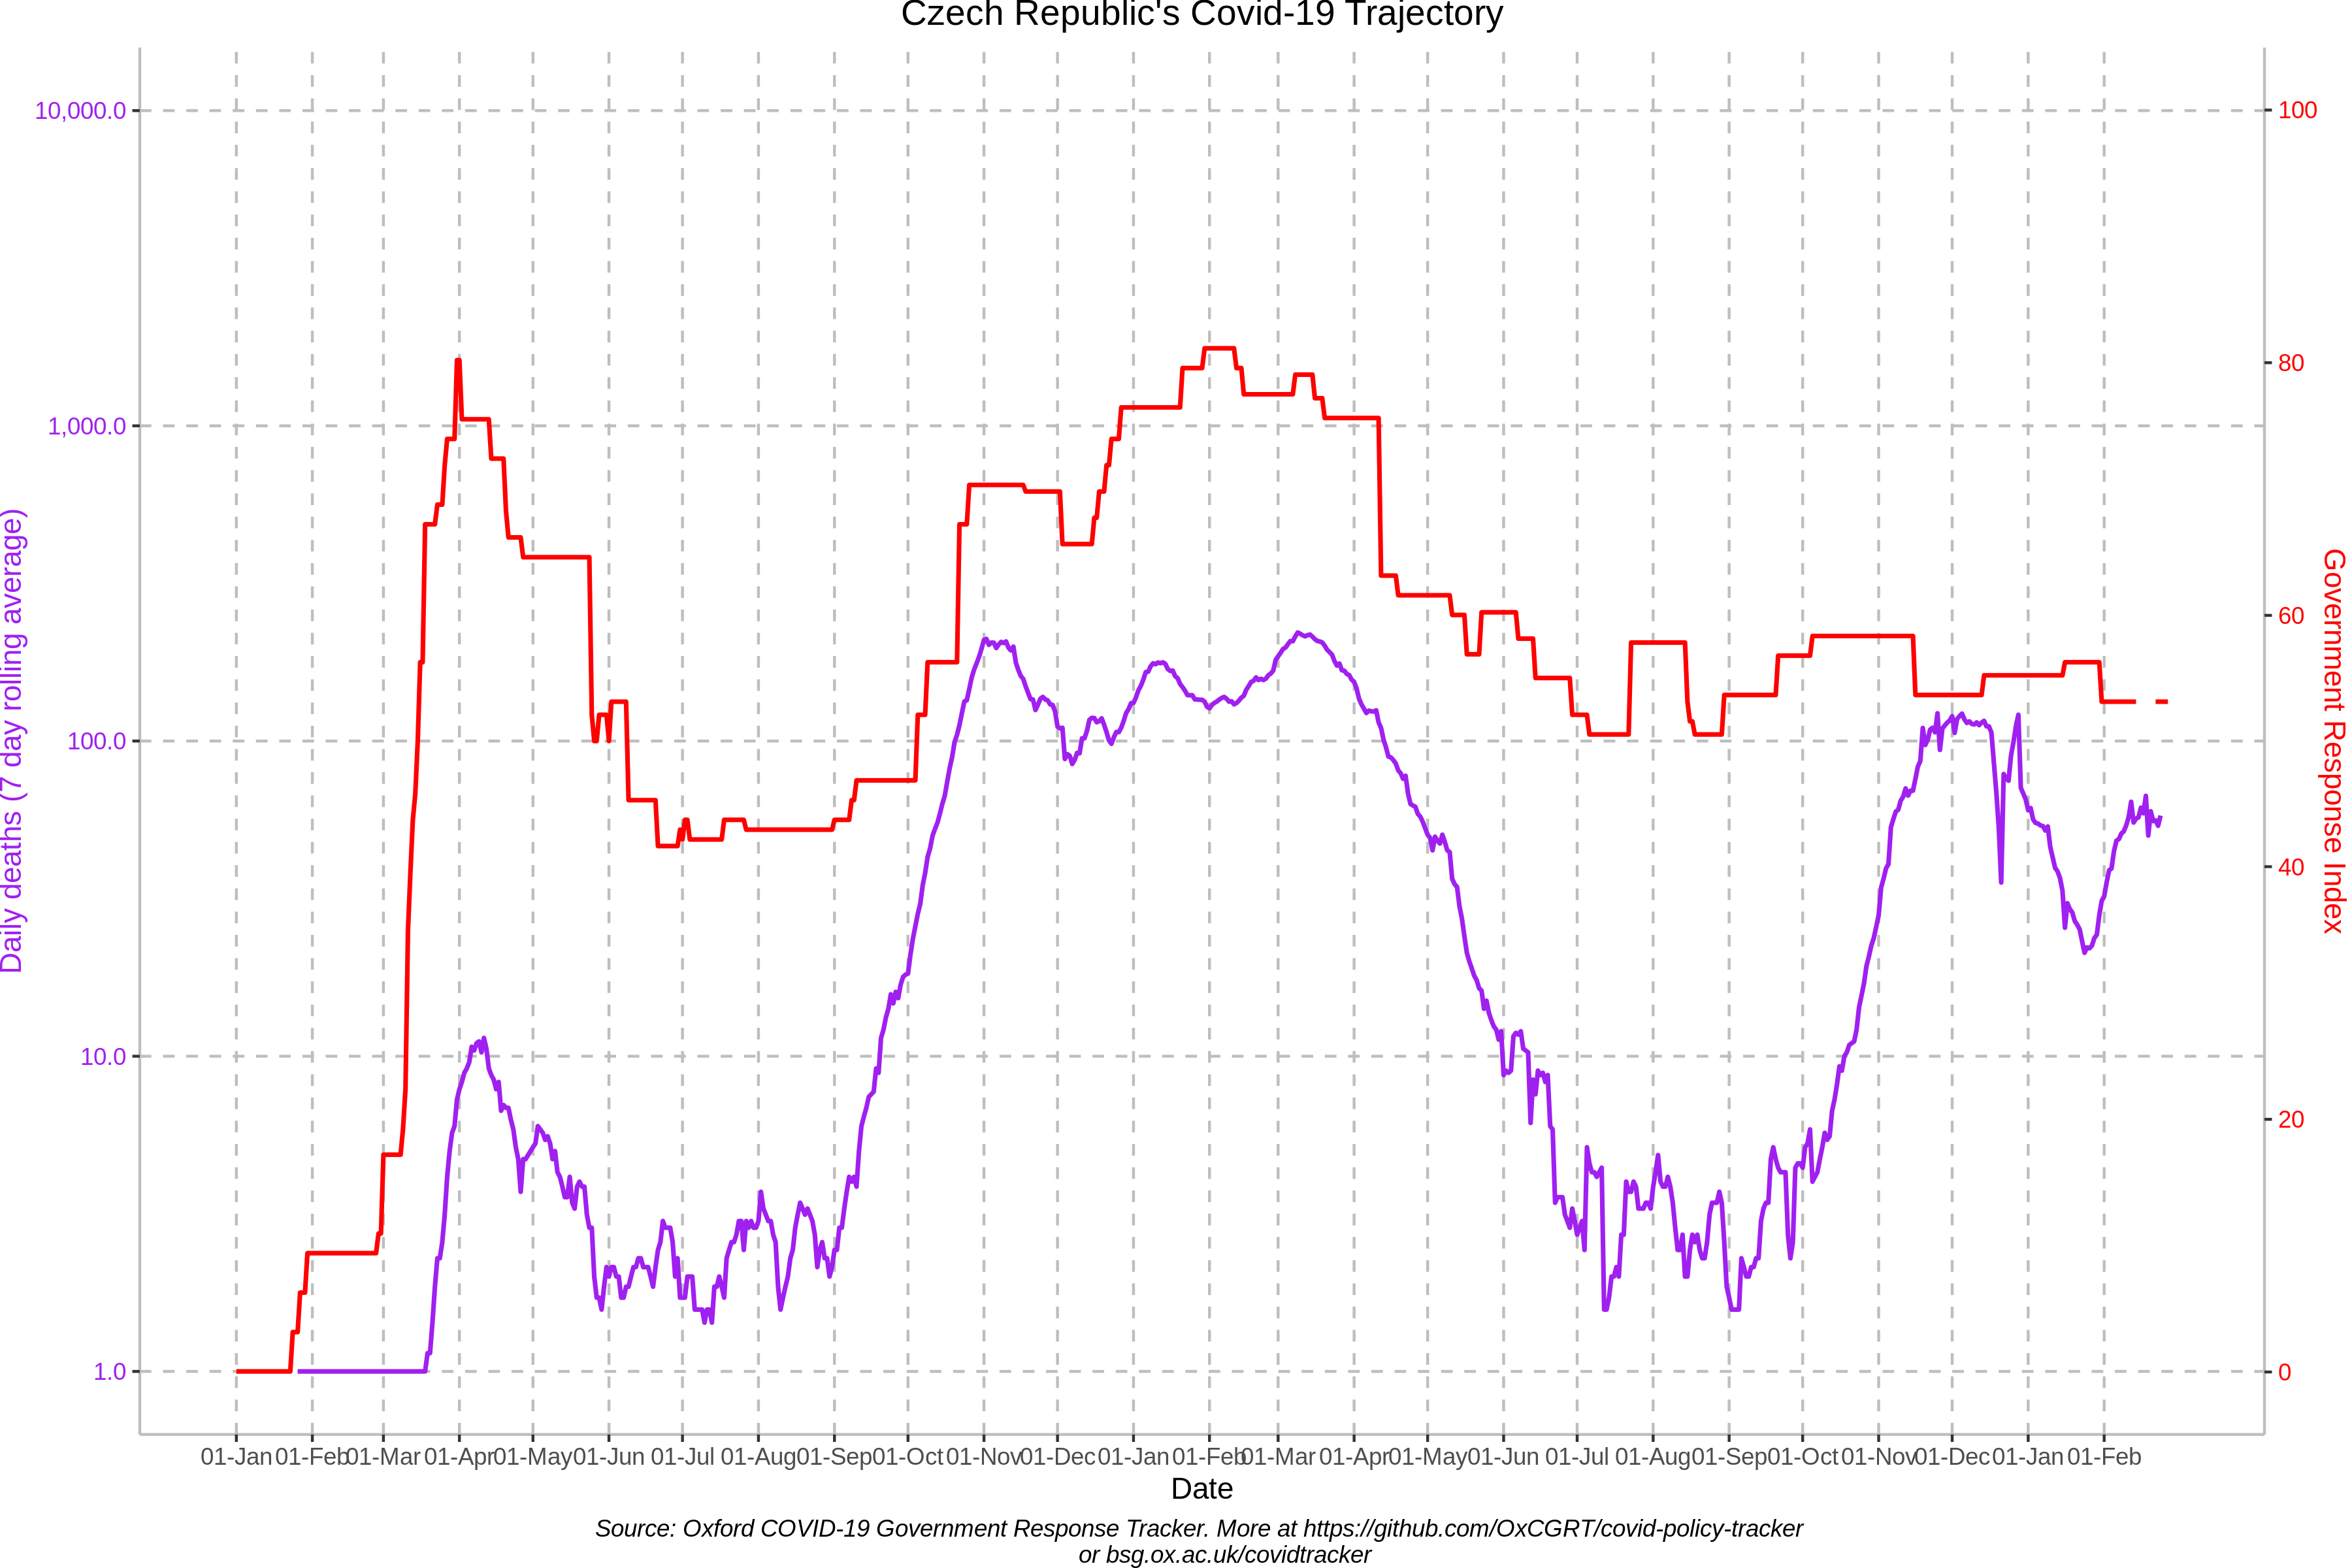 Czech Republic's Covid-19 Trajectory
10,000.0
1,000.0
100.0
10.0
1.0
Daily deaths (7 day rolling average)
100
80
60
40
20
0
Government Response Index
01-Jan 01-Feb 01-Mar 01-Apr 01-May 01-Jun 01-Jul 01-Aug 01-Sep 01-Oct 01-Nov 01-Dec 01-Jan 01-Feb 01-Mar 01-Apr 01-May 01-Jun 01-Jul 01-Aug 01-Sep 01-Oct 01-Nov 01-Dec 01-Jan 01-Feb
Date
Source: Oxford COVID-19 Government Response Tracker. More at https://github.com/OxCGRT/covid-policy-tracker
or bsg.ox.ac.uk/covidtracker